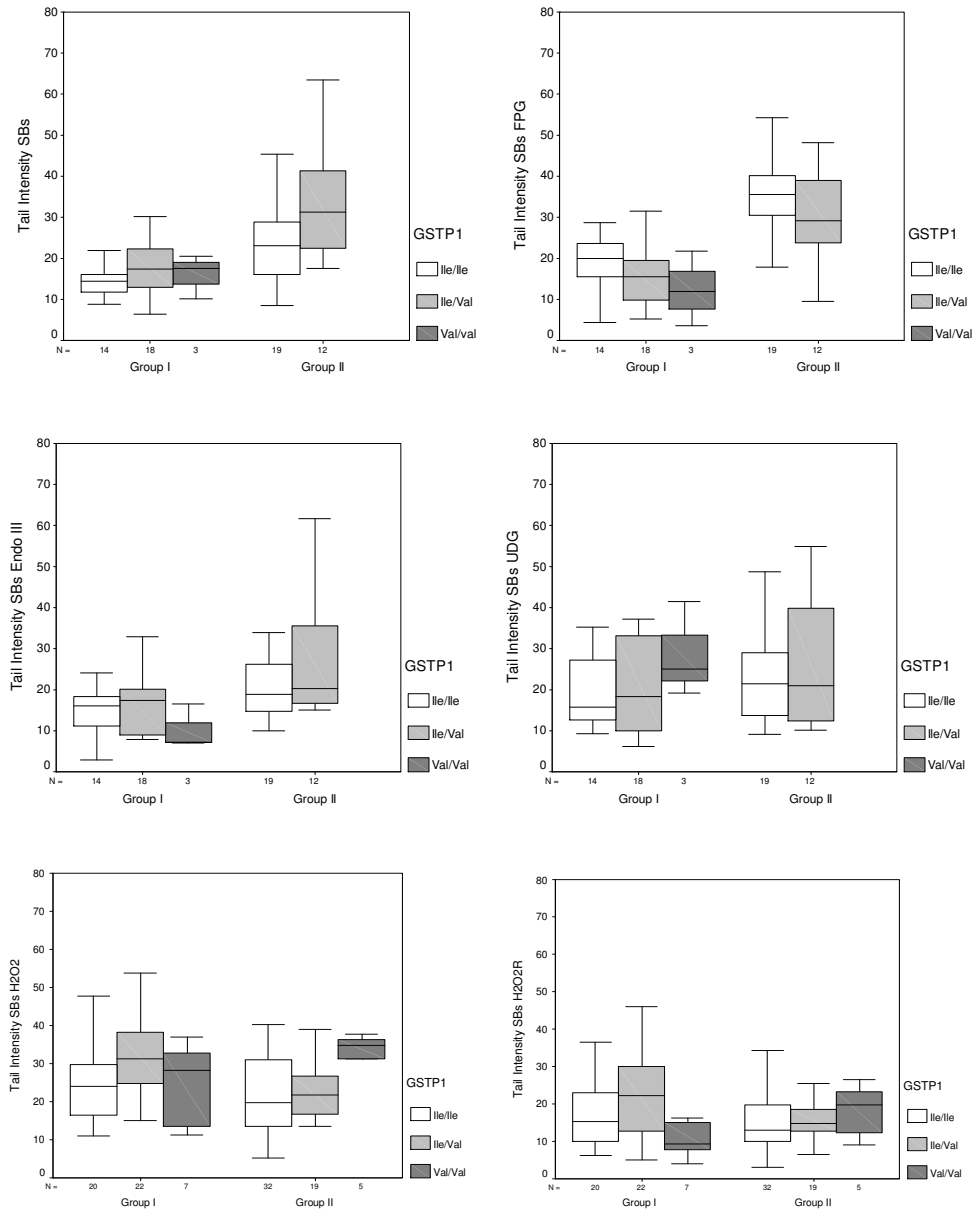 80
70
60
50
40
30
20
10
0
Tail Intensity SBs
N = 14 18 3 19 12
Group I Group II
GSTP1
Ile/Ile
Ile/Val
Val/val
80
70
60
50
40
30
20
10
0
Tail Intensity SBs FPG
N = 14 18 3 19 12
Group I Group II
GSTP1
Ile/Ile
Ile/Val
Val/Val
80
70
60
50
40
30
20
10
0
Tail Intensity SBs Endo III
N = 14 18 3 19 12
Group I Group II
GSTP1
Ile/Ile
Ile/Val
Val/Val
80
70
60
50
40
30
20
10
0
Tail Intensity SBs UDG
N = 14 18 3 19 12
Group I Group II
GSTP1
Ile/Ile
Ile/Val
Val/Val
80
70
60
50
40
30
20
10
0
Tail Intensity SBs H2O2
N = 20 22 7 32 19 5
Group I Group II
GSTP1
Ile/Ile
Ile/Val
Val/Val
80
70
60
50
40
30
20
10
0
Tail Intensity SBs H2O2R
N = 20 22 7 32 19 5
Group I Group II
GSTP1
Ile/Ile
Ile/Val
Val/Val